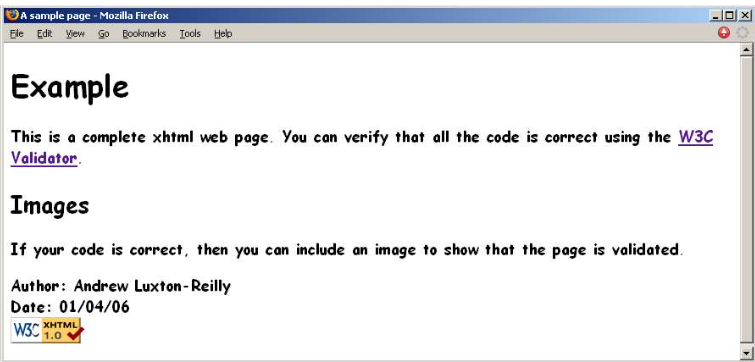 A sample page - Mozilla Firefox
File Edit View Go Bookmarks Tools Help
Example
This is a complete xhtml web page. You can verify that all the code is correct using the W3C
Validator.
Images
If your code is correct, then you can include an image to show that the page is validated.
Author: Andrew Luxton-Reilly
Date: 01/04/06
W3C XHTML 1.0